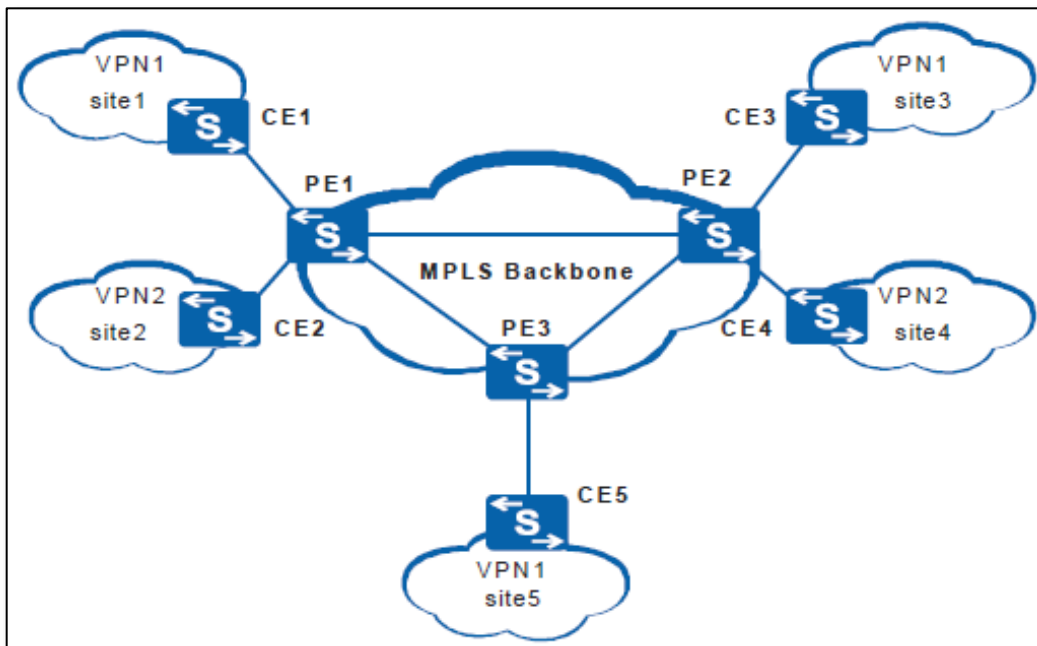 VPN1
site1
CE1
VPN1
site3
CE3
PE1
PE2
S
S
S
S
MPLS Backbone
VPN2
site2
CE2
S
PE3
CE4
S
VPN2
site4
S
CE5
S
VPN1
site5